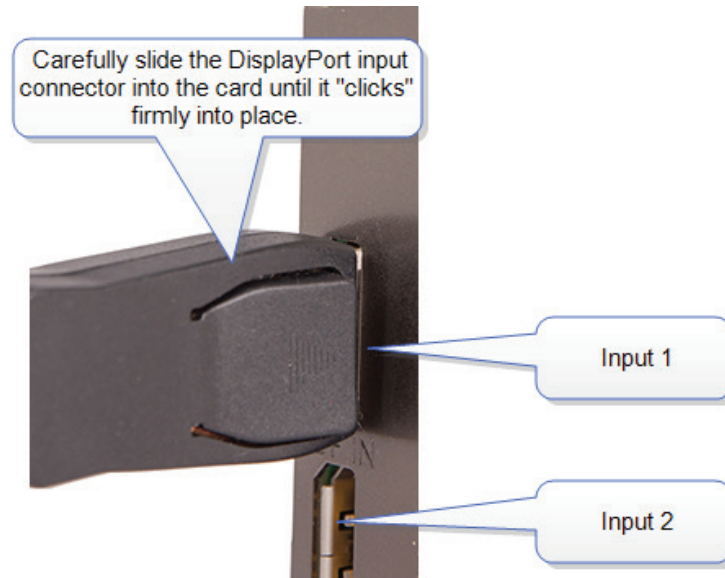 Carefully slide the DisplayPort input
connector into the card until it "clicks"
firmly into place.
Input 1
IN
Input 2